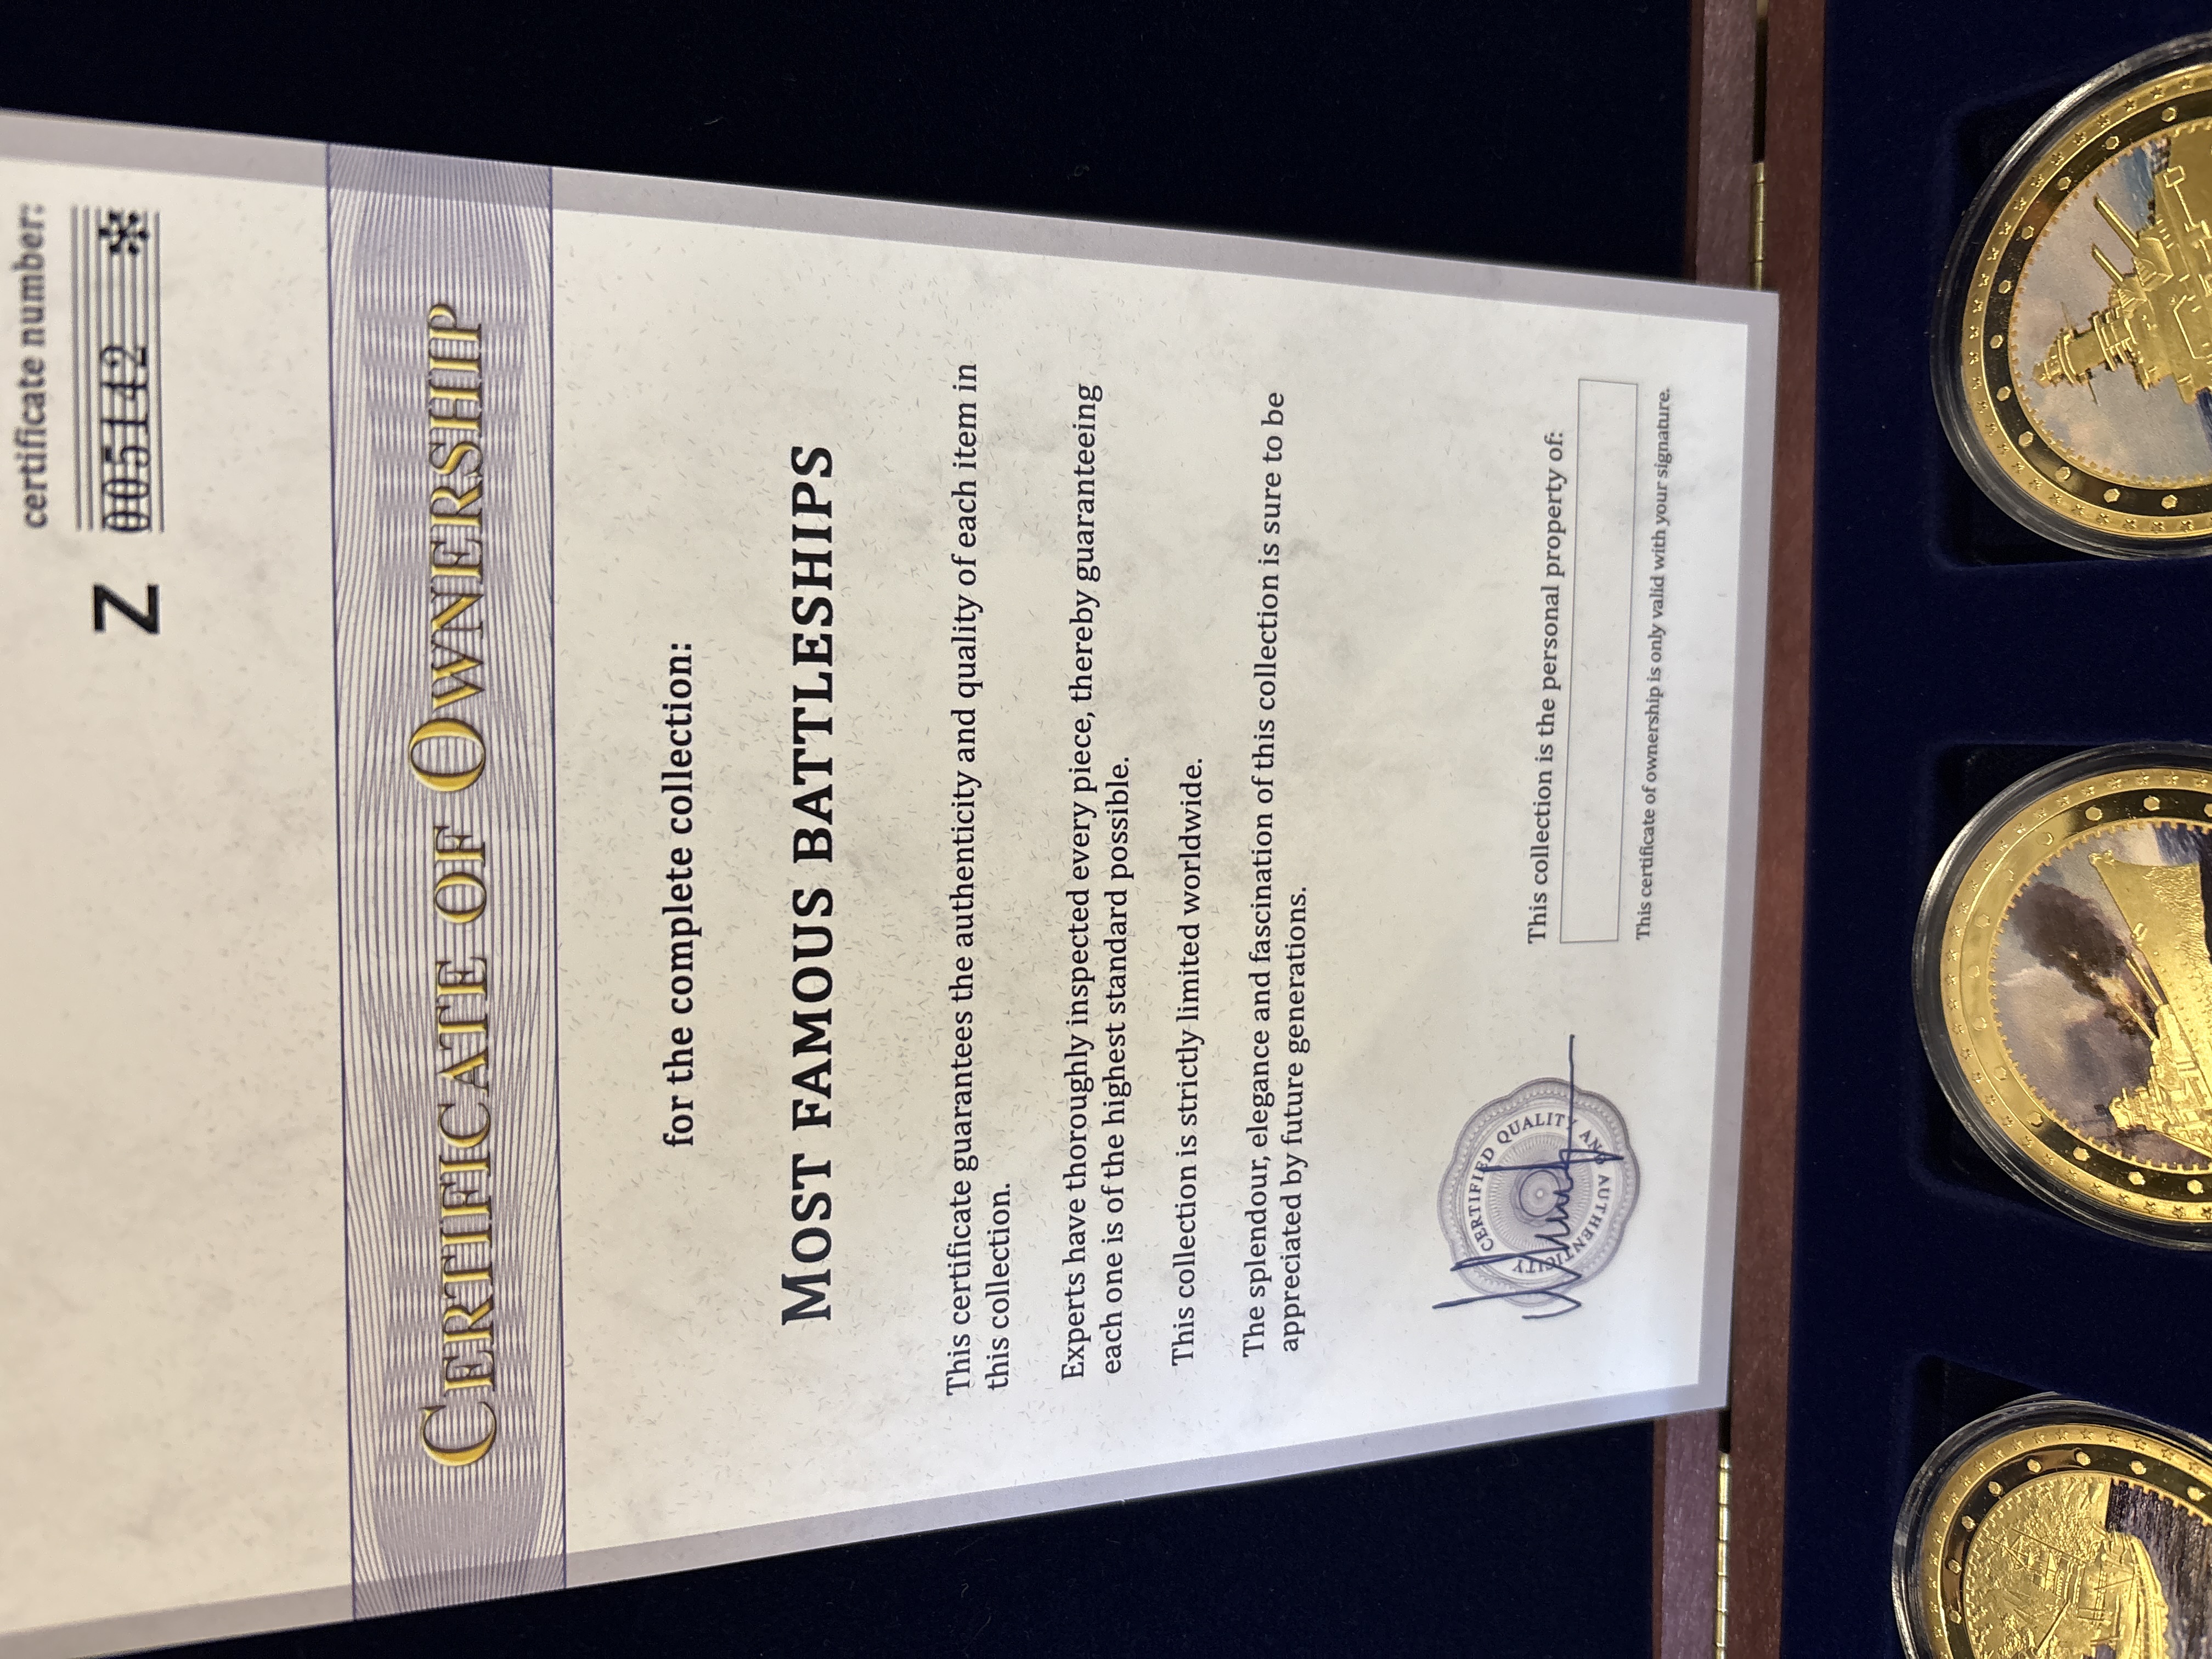 certificate number:
Z 005142 *
CERTIFICATE OF OWNERSHIP
for the complete collection:
MOST FAMOUS BATTLESHIPS
This certificate guarantees the authenticity and quality of each item in
this collection.
Experts have thoroughly inspected every piece, thereby guaranteeing
each one is of the highest standard possible.
This collection is strictly limited worldwide.
The splendour, elegance and fascination of this collection is sure to be
appreciated by future generations.
CERTIFIED QUALITY AND AUTHENTICITY
This collection is the personal property of:
This certificate of ownership is only valid with your signature.